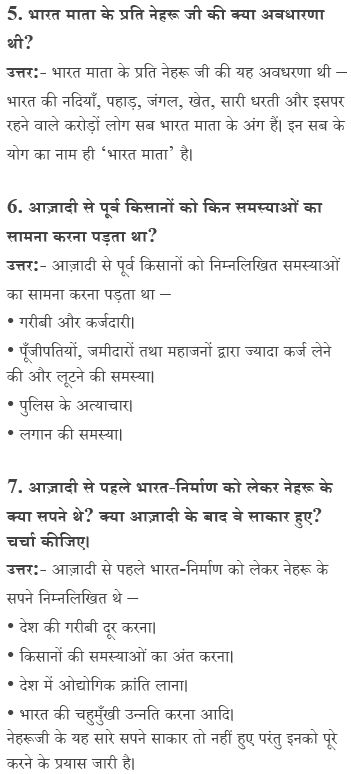 5. भारत माता के प्रति नेहरू जी की क्या अवधारणा
थी?
उत्तर:- भारत माता के प्रति नेहरू जी की यह अवधरणा थी –
भारत की नदियाँ, पहाड़, जंगल, खेत, सारी धरती और इसपर
रहने वाले करोड़ों लोग सब भारत माता के अंग हैं। इन सब के
योग का नाम ही ‘भारत माता’ है।
6. आज़ादी से पूर्व किसानों को किन समस्याओं का
सामना करना पड़ता था?
उत्तर:- आज़ादी से पूर्व किसानों को निम्नलिखित समस्याओं
का सामना करना पड़ता था –
• गरीबी और कर्जदारी।
• पूँजीपतियों, जमीदारों तथा महाजनों द्वारा ज्यादा कर्ज लेने
की और लूटने की समस्या।
• पुलिस के अत्याचार।
• लगान की समस्या।
7. आज़ादी से पहले भारत-निर्माण को लेकर नेहरू के
क्या सपने थे? क्या आज़ादी के बाद वे साकार हुए?
चर्चा कीजिए।
उत्तर:- आज़ादी से पहले भारत-निर्माण को लेकर नेहरू के
सपने निम्नलिखित थे –
• देश की गरीबी दूर करना।
• किसानों की समस्याओं का अंत करना।
• देश में ओद्योगिक क्रांति लाना।
• भारत की चहुमुँखी उन्नति करना आदि।
नेहरूजी के यह सारे सपने साकार तो नहीं हुए परंतु इनको पूरे
करने के प्रयास जारी है।